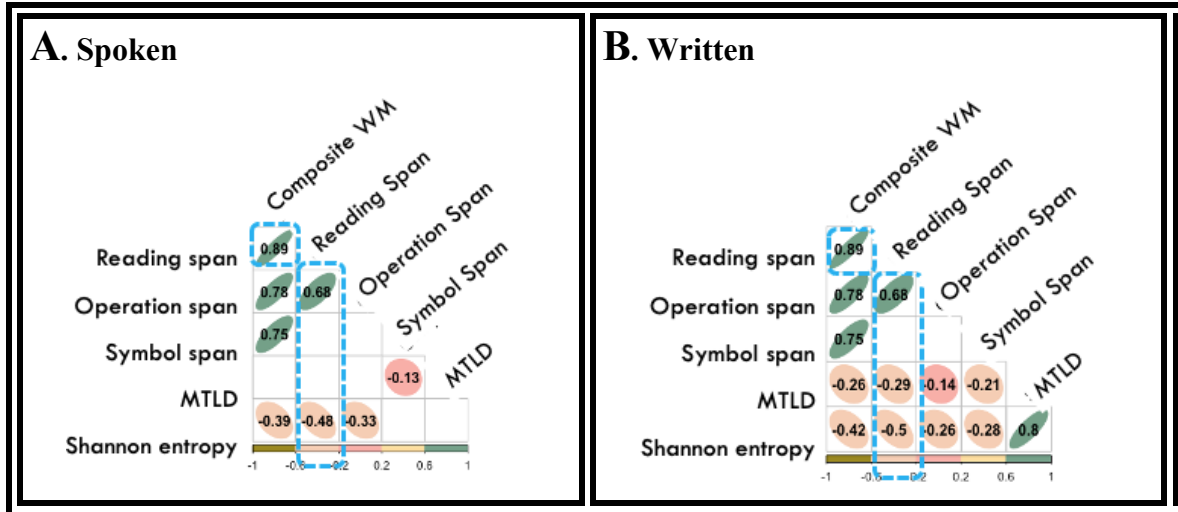 A. Spoken
Composite WM
Reading Span
Operation Span
Symbol Span
MTLD
Reading span 0.89
Operation span 0.78 0.68
Symbol span 0.75
MTLD -0.13
Shannon entropy -0.39 -0.48 -0.33
-1 0.2 0.6 1
B. Written
Composite WM
Reading Span
Operation Span
Symbol Span
MTLD
Reading span 0.89
Operation span 0.78 0.68
Symbol span 0.75
MTLD -0.26 -0.29 -0.14 -0.21
Shannon entropy -0.42 -0.5 -0.26 -0.28 0.8
-1 0.2 0.6 1